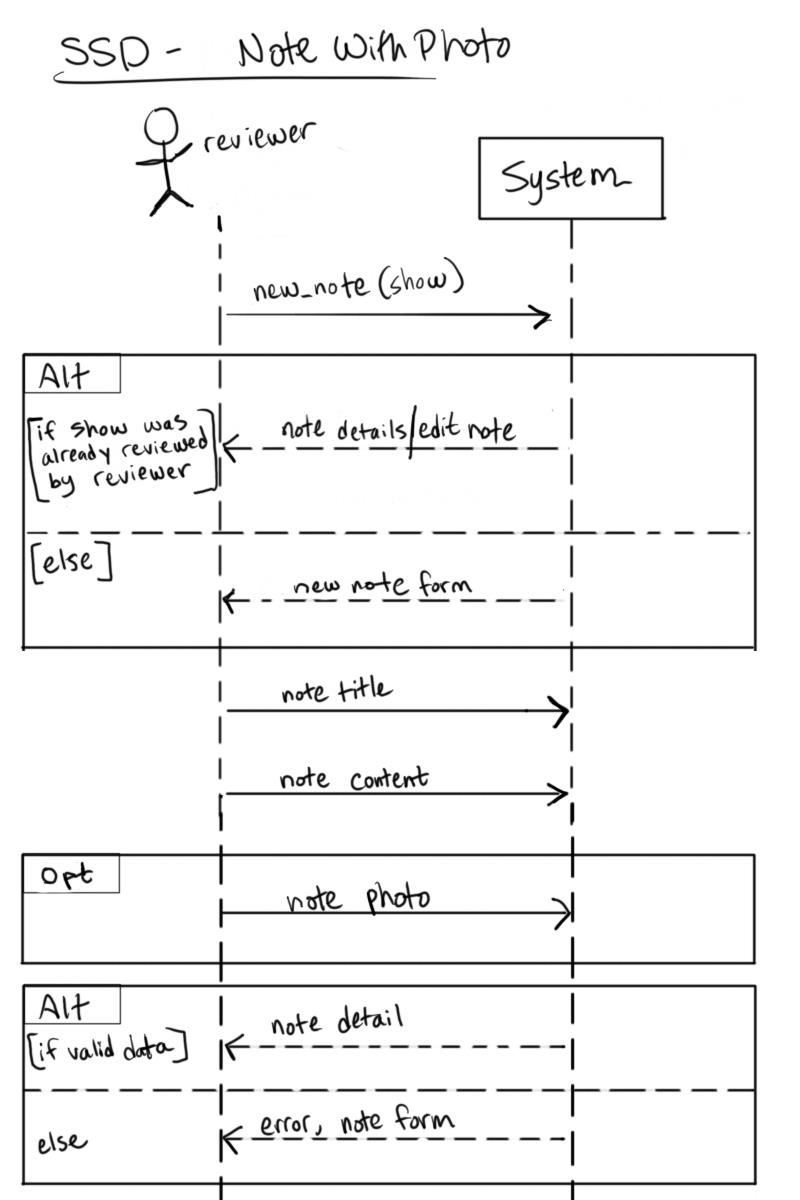 SSD - Note With Photo
reviewer
System
new_note (show)
Alt
[if show was
already reviewed
by reviewer]
note details/edit note
[else]
new note form
note title
note content
Opt
note photo
Alt
[if valid data]
note detail
else
error, note form